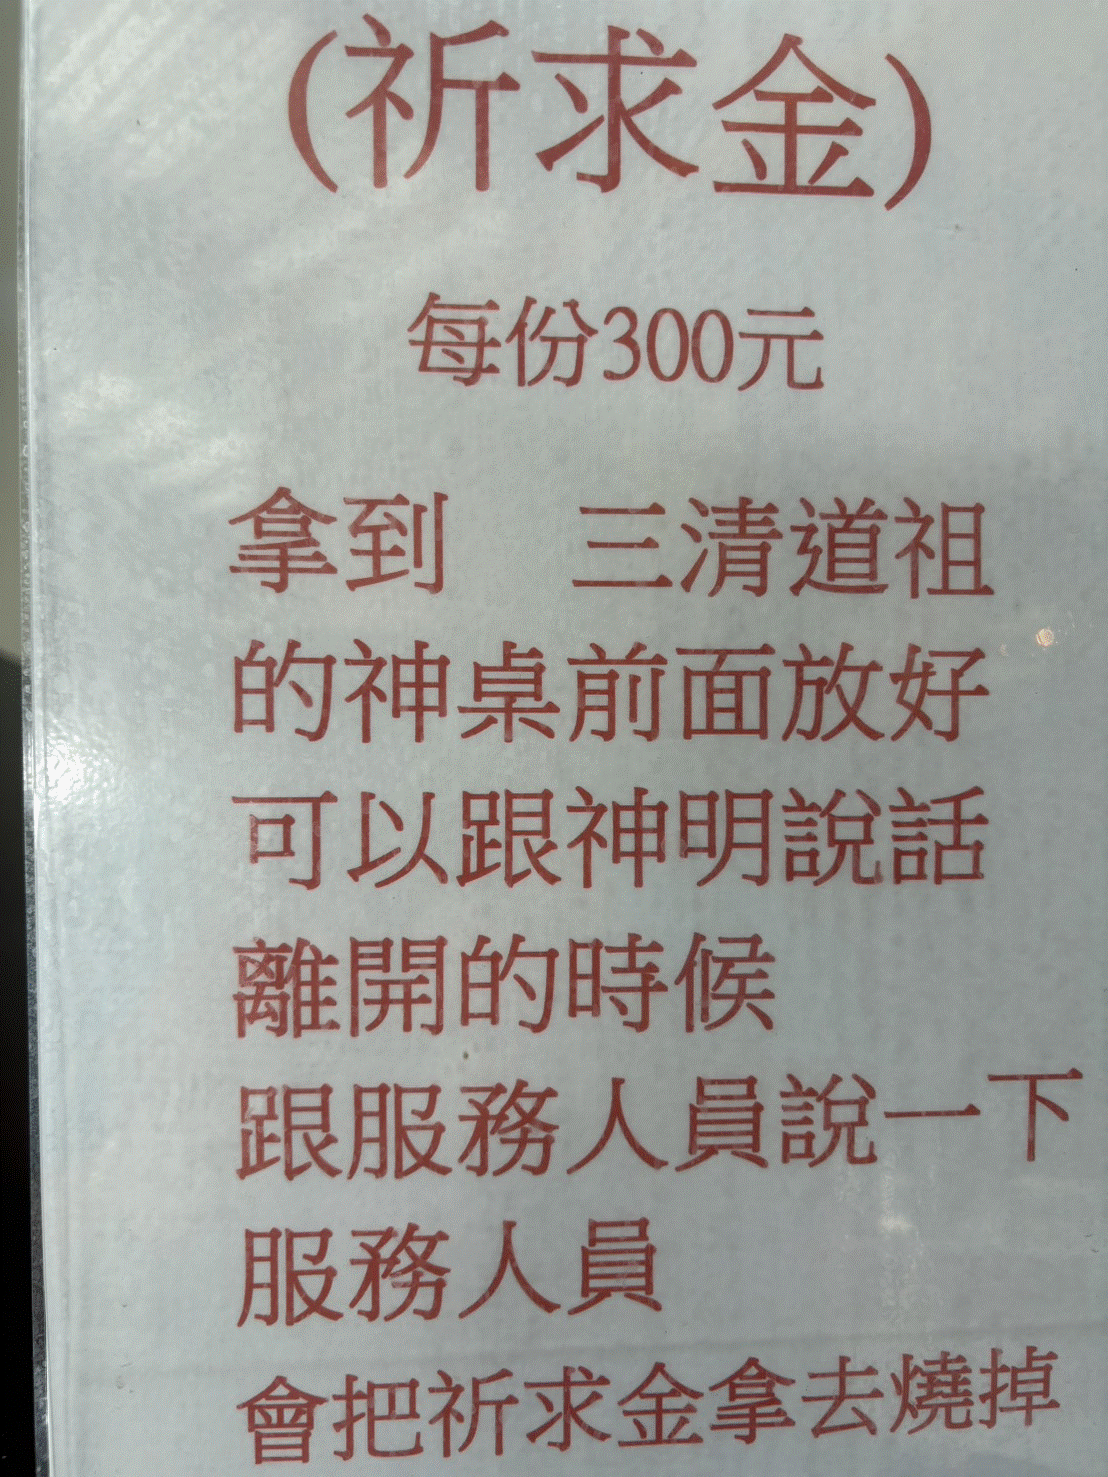 (祈求金)
每份300元
拿到　三清道祖
的神桌前面放好
可以跟神明說話
離開的時候
跟服務人員說一下
服務人員
會把祈求金拿去燒掉